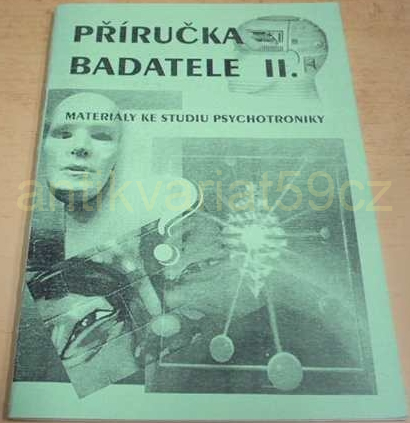 PŘÍRUČKA
BADATELE II.
MATERIÁLY KE STUDIU PSYCHOTRONIKY
antikvariat59cz
?